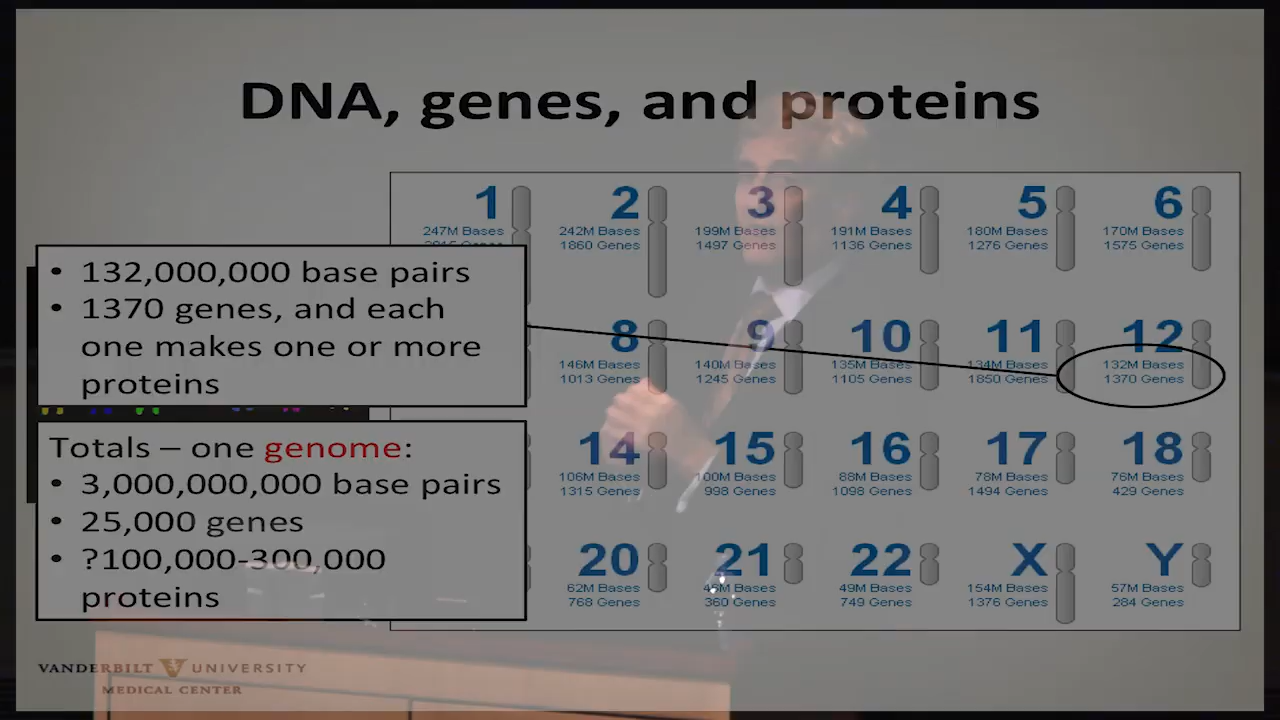 DNA, genes, and proteins
1 2 3 4 5 6
247M Bases 242M Bases 199M Bases 191M Bases 180M Bases 170M Bases
Genes 1860 Genes 1497 Genes 1136 Genes 1276 Genes 1575 Genes
• 132,000,000 base pairs
• 1370 genes, and each
one makes one or more
proteins
8 9 10 11 12
146M Bases 140M Bases 135M Bases 134M Bases 132M Bases
1013 Genes 1245 Genes 1105 Genes 1850 Genes 1370 Genes
Totals – one genome:
• 3,000,000,000 base pairs
• 25,000 genes
• ?100,000-300,000
proteins
14 15 16 17 18
106M Bases 100M Bases 88M Bases 78M Bases 76M Bases
1315 Genes 998 Genes 1098 Genes 1494 Genes 429 Genes
20 21 22 X Y
62M Bases Bases 49M Bases 154M Bases 57M Bases
768 Genes 360 Genes 749 Genes 1376 Genes 284 Genes
VANDERBILT UNIVERSITY
MEDICAL CENTER